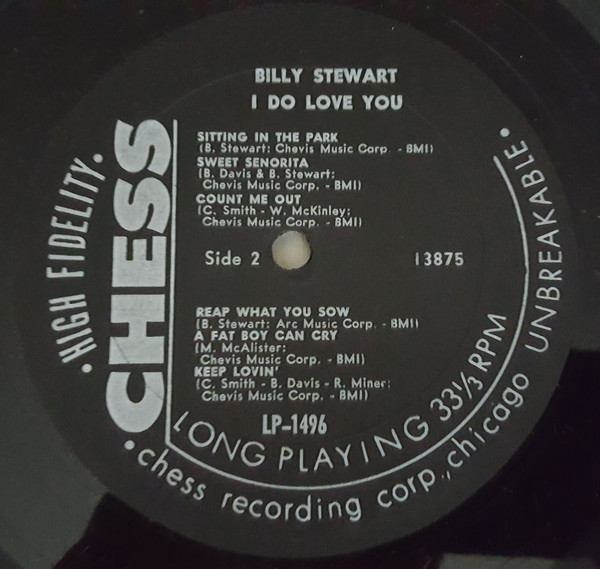 BILLY STEWART
I DO LOVE YOU
SITTING IN THE PARK
(B. Stewart: Chevis Music Corp. - BMI)
SWEET SENORITA
(B. Davis & B. Stewart:
Chevis Music Corp. - BMI)
COUNT ME OUT
(C. Smith - W. McKinley:
Chevis Music Corp. - BMI)
Side 2
13875
REAP WHAT YOU SOW
(B. Stewart: Arc Music Corp. - BMI)
A FAT BOY CAN CRY
(M. McAlister:
Chevis Music Corp. - BMI)
KEEP LOVIN'
(C. Smith - B. Davis - R. Miner:
Chevis Music Corp. - BMI)
LP-1496
CHESS
• HIGH FIDELITY •
LONG PLAYING 33⅓ RPM
• chess recording corp., chicago UNBREAKABLE •